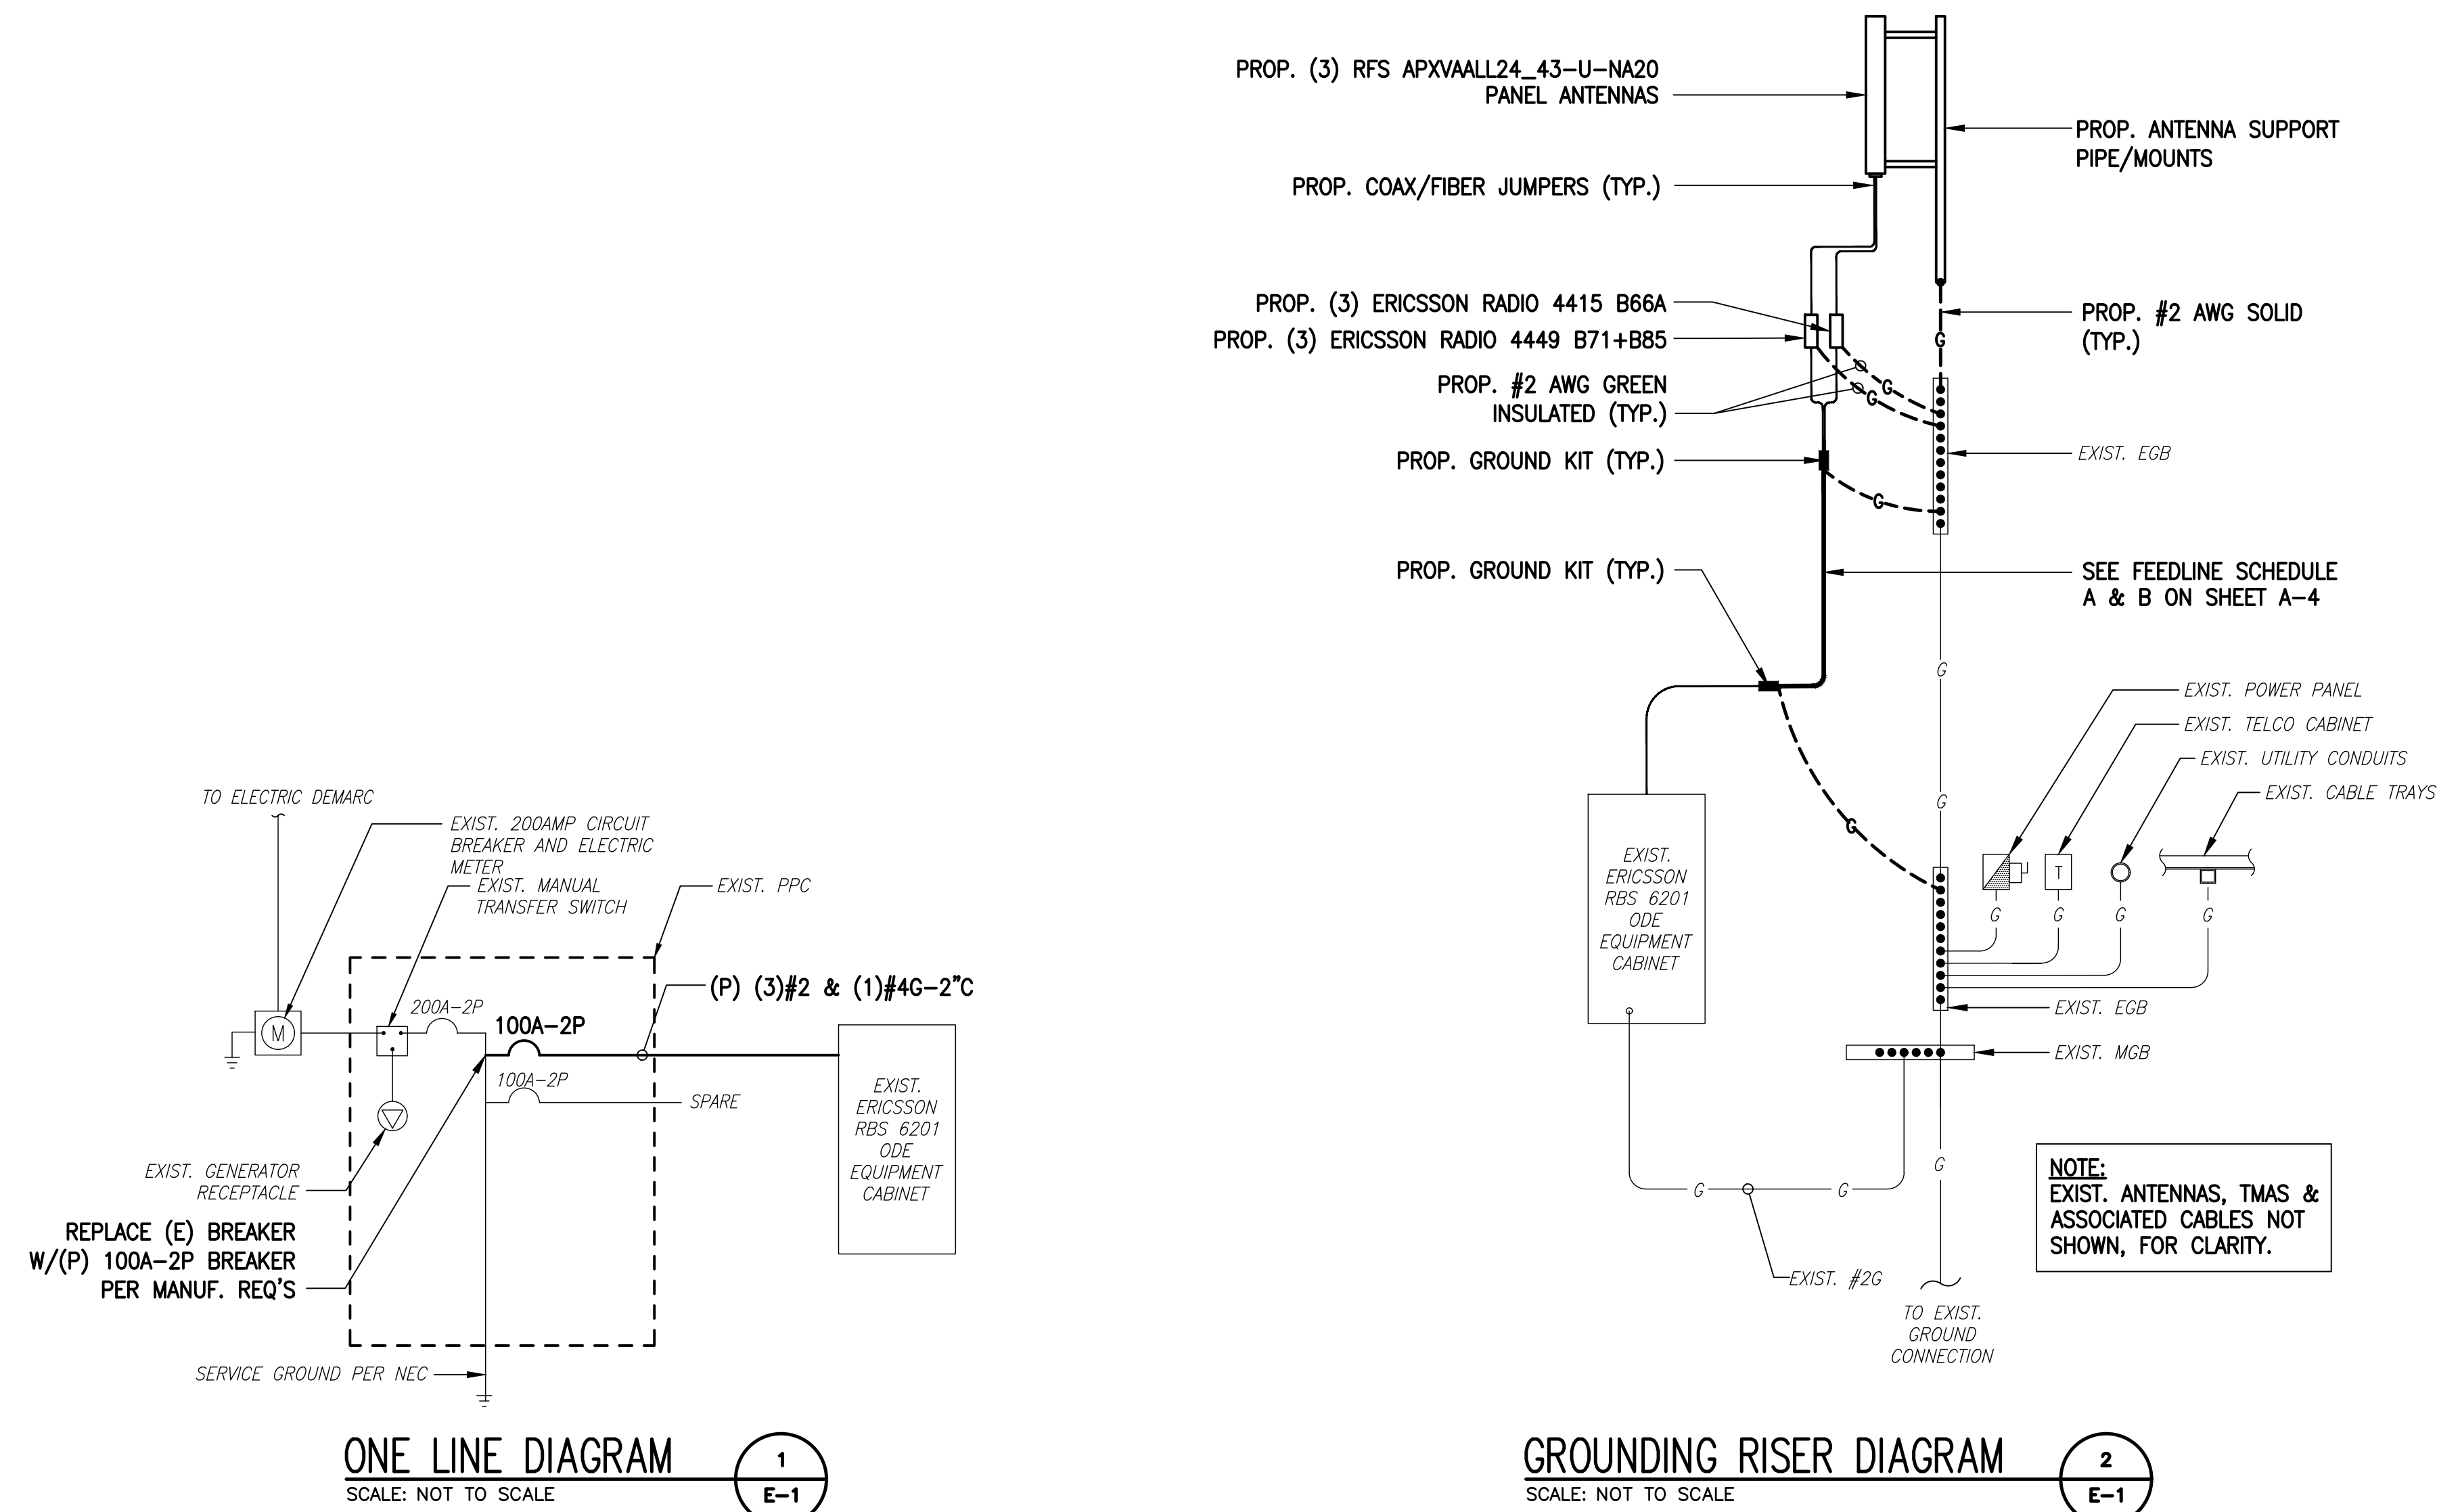 TO ELECTRIC DEMARC
EXIST. 200AMP CIRCUIT
BREAKER AND ELECTRIC
METER
EXIST. MANUAL
TRANSFER SWITCH
EXIST. PPC
(P) (3)#2 & (1)#4G-2"C
M
200A-2P
100A-2P
100A-2P
SPARE
EXIST.
ERICSSON
RBS 6201
ODE
EQUIPMENT
CABINET
EXIST. GENERATOR
RECEPTACLE
REPLACE (E) BREAKER
W/(P) 100A-2P BREAKER
PER MANUF. REQ'S
SERVICE GROUND PER NEC
ONE LINE DIAGRAM
SCALE: NOT TO SCALE
1
E-1
PROP. (3) RFS APXVAALL24_43-U-NA20
PANEL ANTENNAS
PROP. ANTENNA SUPPORT
PIPE/MOUNTS
PROP. COAX/FIBER JUMPERS (TYP.)
PROP. (3) ERICSSON RADIO 4415 B66A
PROP. (3) ERICSSON RADIO 4449 B71+B85
PROP. #2 AWG SOLID
(TYP.)
G
PROP. #2 AWG GREEN
INSULATED (TYP.)
G
G
PROP. GROUND KIT (TYP.)
EXIST. EGB
G
PROP. GROUND KIT (TYP.)
SEE FEEDLINE SCHEDULE
A & B ON SHEET A-4
G
EXIST. POWER PANEL
EXIST. TELCO CABINET
EXIST. UTILITY CONDUITS
EXIST. CABLE TRAYS
G
G
EXIST.
ERICSSON
RBS 6201
ODE
EQUIPMENT
CABINET
T
G
G
G
G
EXIST. EGB
EXIST. MGB
G
G
G
EXIST. #2G
NOTE:
EXIST. ANTENNAS, TMAS &
ASSOCIATED CABLES NOT
SHOWN, FOR CLARITY.
TO EXIST.
GROUND
CONNECTION
GROUNDING RISER DIAGRAM
SCALE: NOT TO SCALE
2
E-1